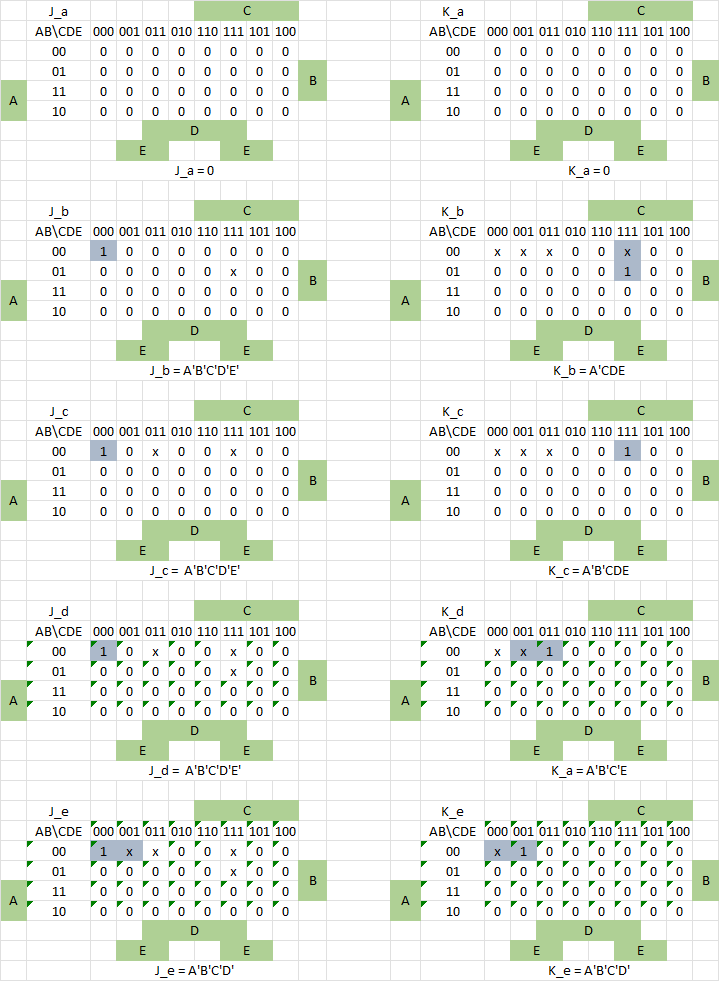 J_a C
AB\CDE 000 001 011 010 110 111 101 100
00 0 0 0 0 0 0 0 0
01 0 0 0 0 0 0 0 0
B
11 0 0 0 0 0 0 0 0
A
10 0 0 0 0 0 0 0 0
D
E E
J_a = 0
K_a C
AB\CDE 000 001 011 010 110 111 101 100
00 0 0 0 0 0 0 0 0
01 0 0 0 0 0 0 0 0
B
11 0 0 0 0 0 0 0 0
A
10 0 0 0 0 0 0 0 0
D
E E
K_a = 0
J_b C
AB\CDE 000 001 011 010 110 111 101 100
00 1 0 0 0 0 0 0 0
01 0 0 0 0 0 x 0 0
B
11 0 0 0 0 0 0 0 0
A
10 0 0 0 0 0 0 0 0
D
E E
J_b = A'B'C'D'E'
K_b C
AB\CDE 000 001 011 010 110 111 101 100
00 x x x 0 0 x 0 0
01 0 0 0 0 0 1 0 0
B
11 0 0 0 0 0 0 0 0
A
10 0 0 0 0 0 0 0 0
D
E E
K_b = A'CDE
J_c C
AB\CDE 000 001 011 010 110 111 101 100
00 1 0 x 0 0 x 0 0
01 0 0 0 0 0 0 0 0
B
11 0 0 0 0 0 0 0 0
A
10 0 0 0 0 0 0 0 0
D
E E
J_c = A'B'C'D'E'
K_c C
AB\CDE 000 001 011 010 110 111 101 100
00 x x x 0 0 1 0 0
01 0 0 0 0 0 0 0 0
B
11 0 0 0 0 0 0 0 0
A
10 0 0 0 0 0 0 0 0
D
E E
K_c = A'B'CDE
J_d C
AB\CDE 000 001 011 010 110 111 101 100
00 1 0 x 0 0 x 0 0
01 0 0 0 0 0 x 0 0
B
11 0 0 0 0 0 0 0 0
A
10 0 0 0 0 0 0 0 0
D
E E
J_d = A'B'C'D'E'
K_d C
AB\CDE 000 001 011 010 110 111 101 100
00 x x 1 0 0 0 0 0
01 0 0 0 0 0 0 0 0
B
11 0 0 0 0 0 0 0 0
A
10 0 0 0 0 0 0 0 0
D
E E
K_a = A'B'C'E
J_e C
AB\CDE 000 001 011 010 110 111 101 100
00 1 x x 0 0 x 0 0
01 0 0 0 0 0 x 0 0
B
11 0 0 0 0 0 0 0 0
A
10 0 0 0 0 0 0 0 0
D
E E
J_e = A'B'C'D'
K_e C
AB\CDE 000 001 011 010 110 111 101 100
00 x 1 0 0 0 0 0 0
01 0 0 0 0 0 0 0 0
B
11 0 0 0 0 0 0 0 0
A
10 0 0 0 0 0 0 0 0
D
E E
K_e = A'B'C'D'